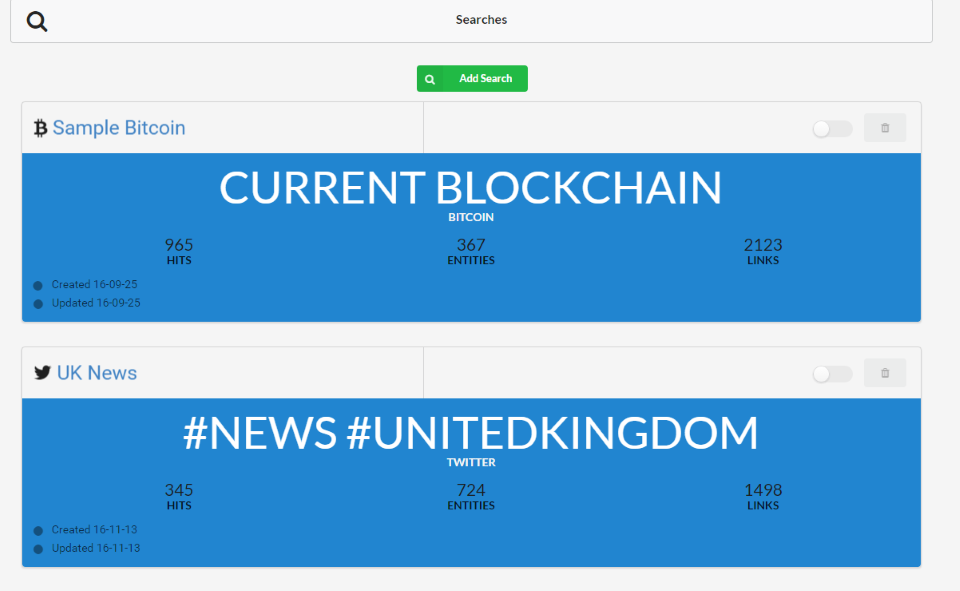 Searches
Add Search
Sample Bitcoin
CURRENT BLOCKCHAIN
BITCOIN
965 367 2123
HITS ENTITIES LINKS
Created 16-09-25
Updated 16-09-25
UK News
#NEWS #UNITEDKINGDOM
TWITTER
345 724 1498
HITS ENTITIES LINKS
Created 16-11-13
Updated 16-11-13